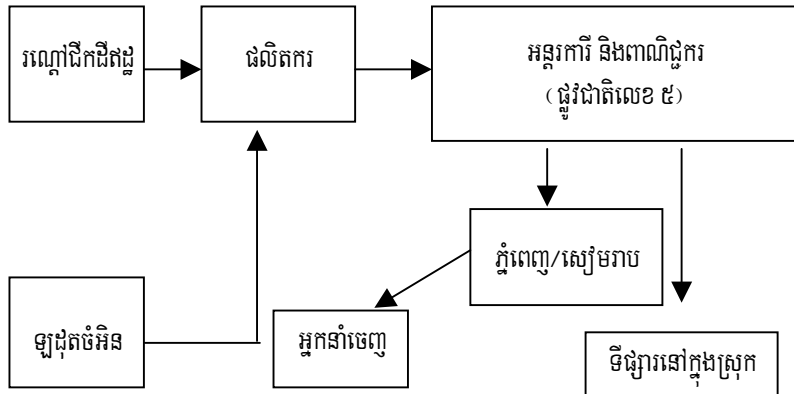 រណ្តៅជីកដីឥដ្ឋ
ផលិតករ
អន្តរការី និងពាណិជ្ជករ
(ផ្លូវជាតិលេខ ៥)
ភ្នំពេញ/សៀមរាប
ឡដុតចំអិន
អ្នកនាំចេញ
ទីផ្សារនៅក្នុងស្រុក